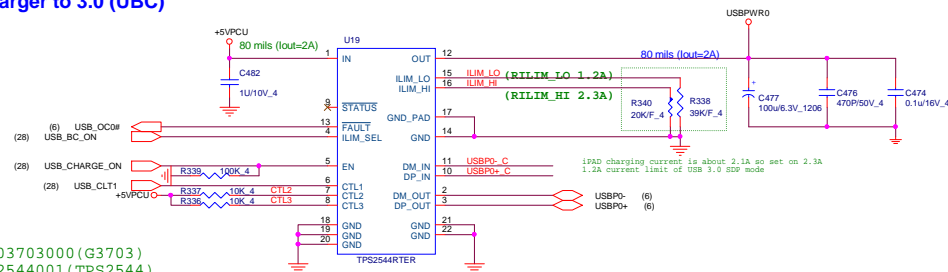 arger to 3.0 (UBC)
USBPWR0
+5VPCU
80 mils (Iout=2A)
U19
80 mils (Iout=2A)
1 IN
OUT 12
C482
1U/10V_4
ILIM_LO 15 ILIM_LO (RILIM_LO 1.2A)
ILIM_HI 16 ILIM_HI
(RILIM_HI 2.3A)
9 STATUS
R340
20K/F_4
R338
39K/F_4
C477
100u/6.3V_1206
C476
470P/50V_4
C474
0.1u/16V_4
GND_PAD 17
(6) USB_OC0# 13 FAULT
(28) USB_BC_ON 4 ILIM_SEL
GND 14
(28) USB_CHARGE_ON 5 EN
R339 100K_4
DM_IN 11 USBP0-_C
DP_IN 10 USBP0+_C
iPAD charging current is about 2.1A so set on 2.3A
1.2A current limit of USB 3.0 SDP mode
(28) USB_CLT1 6 CTL1
+5VPCU R337 10K_4 CTL2 7 CTL2
R336 10K_4 CTL3 8 CTL3
DM_OUT 2 USBP0- (6)
DP_OUT 3 USBP0+ (6)
18 GND
19 GND
20 GND
GND 21
GND 22
TPS2544RTER
03703000(G3703)
2544001(TPS2544)